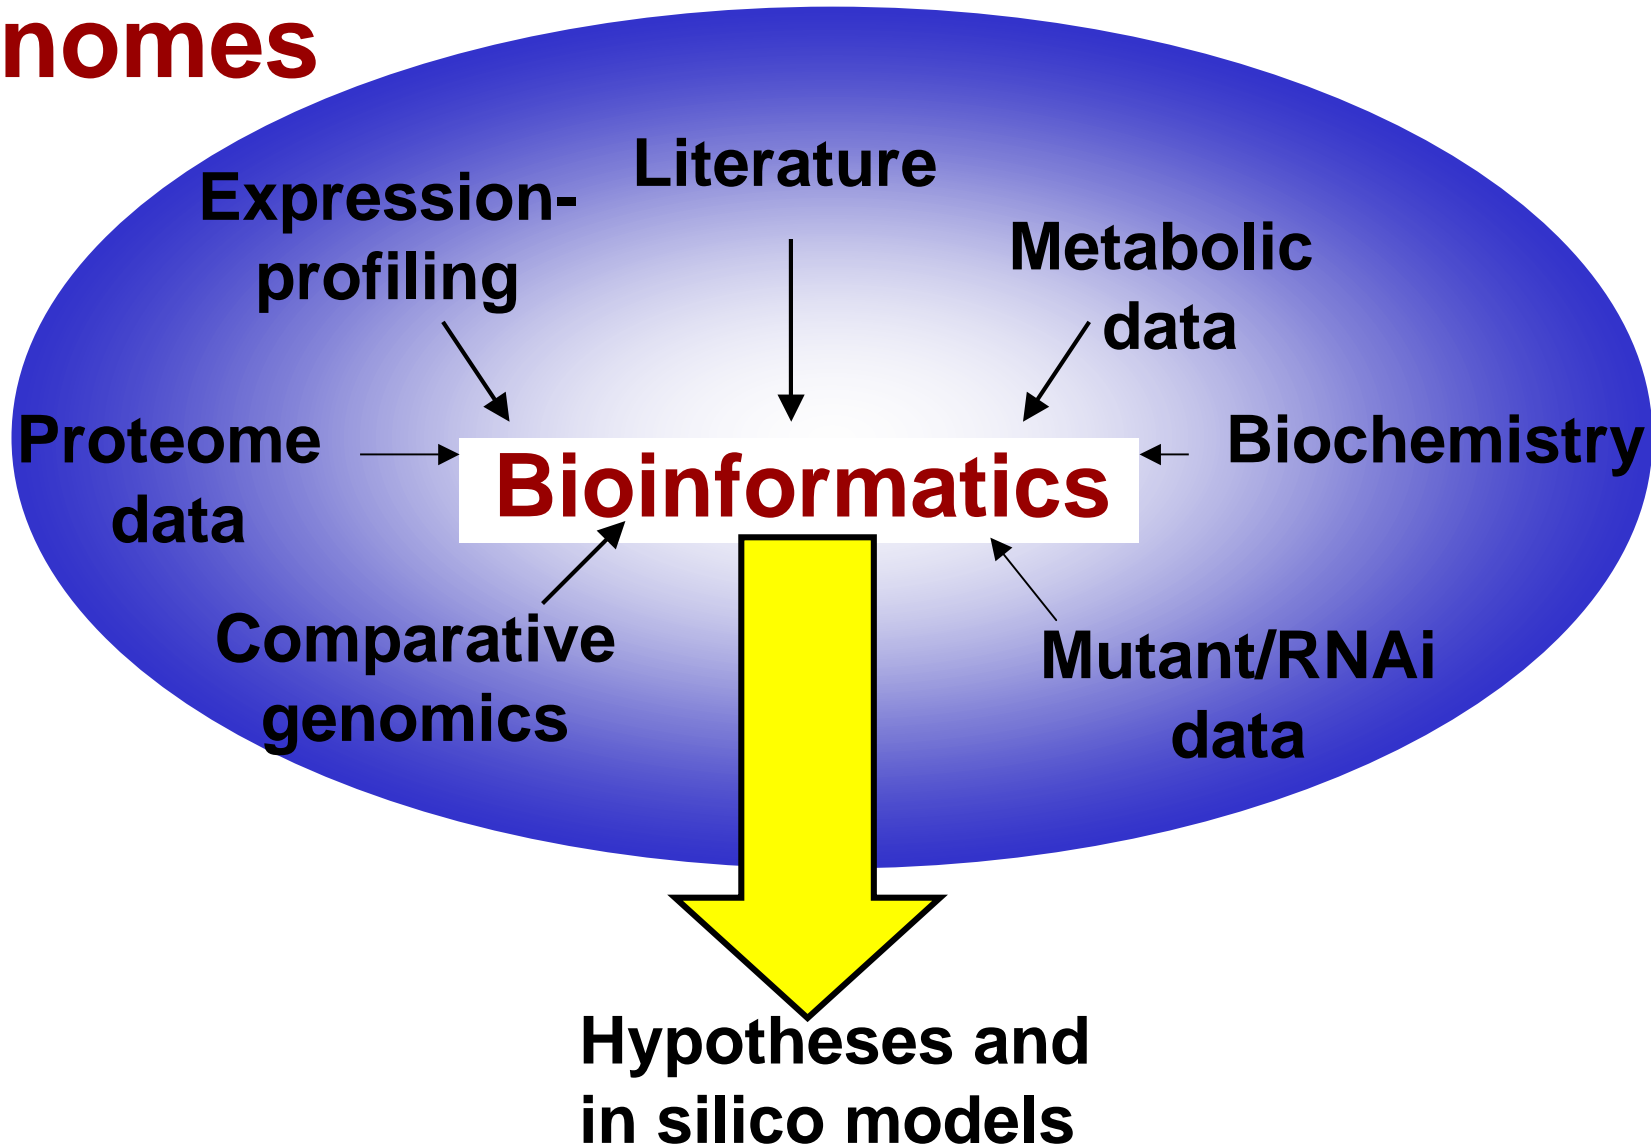 nomes
Literature
Expression-
profiling
Metabolic
data
Proteome
data
Bioinformatics
Biochemistry
Comparative
genomics
Mutant/RNAi
data
Hypotheses and
in silico models